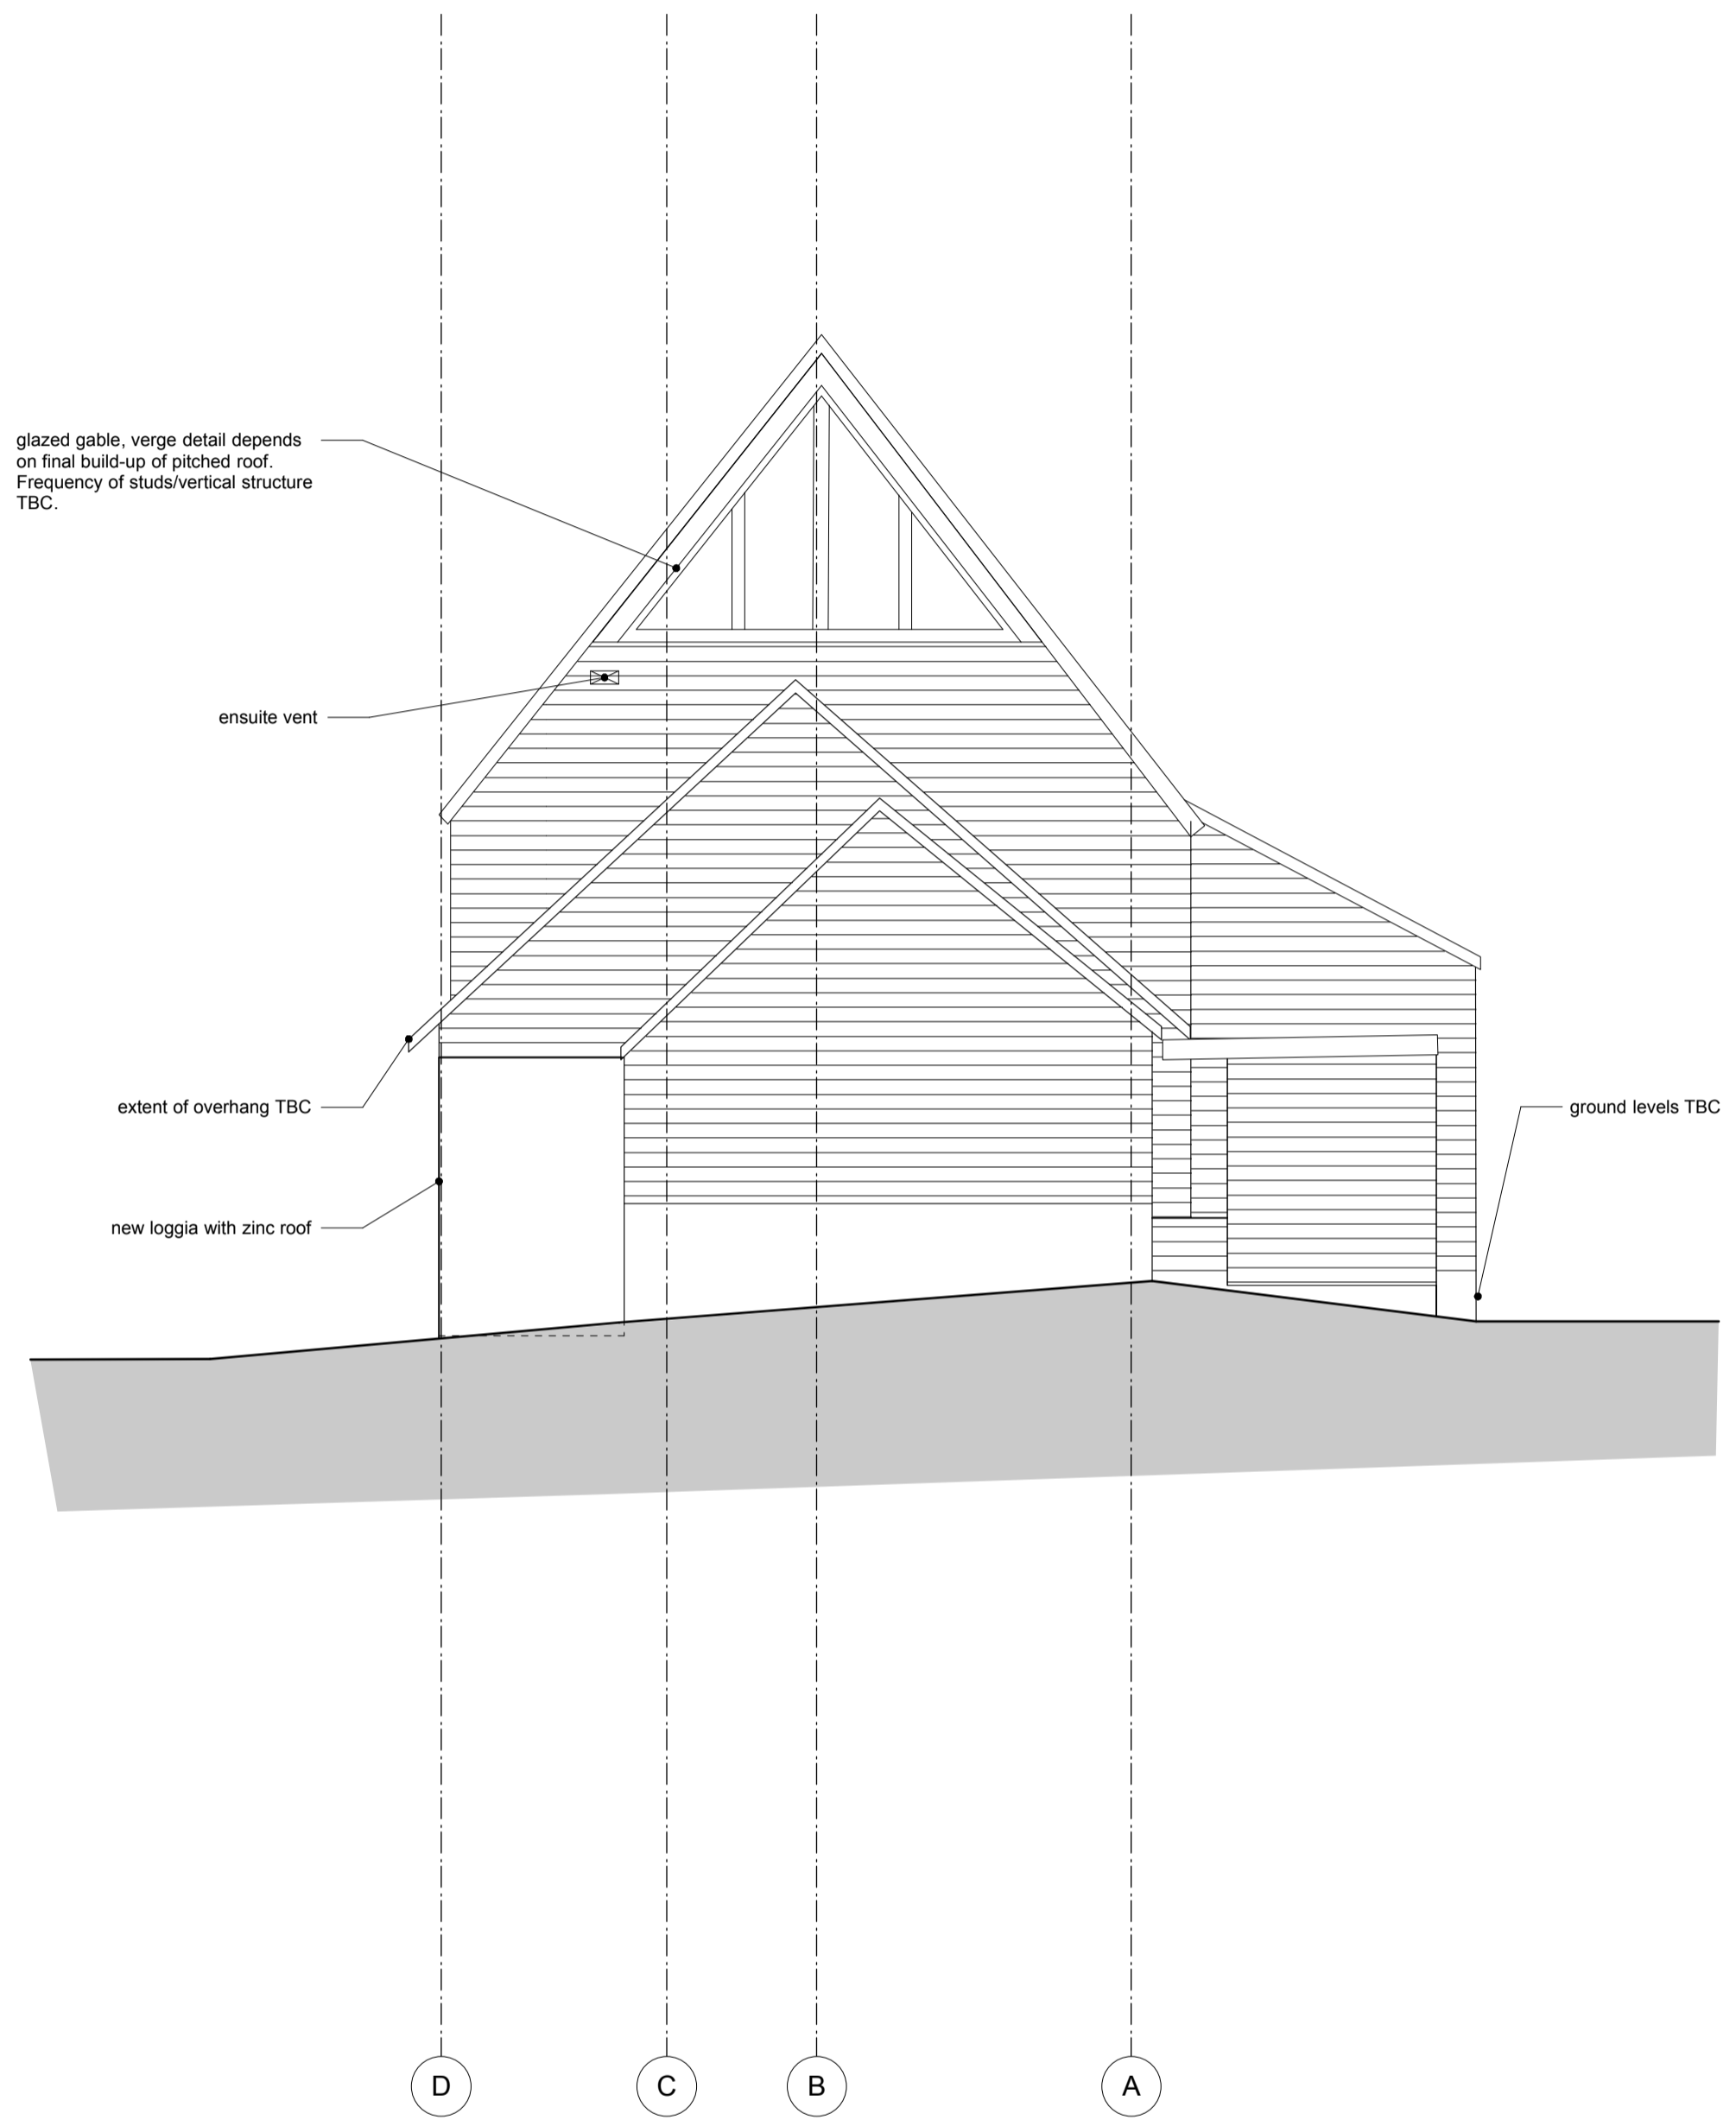 glazed gable, verge detail depends
on final build-up of pitched roof.
Frequency of studs/vertical structure
TBC.
ensuite vent
extent of overhang TBC
ground levels TBC
new loggia with zinc roof
D
C
B
A